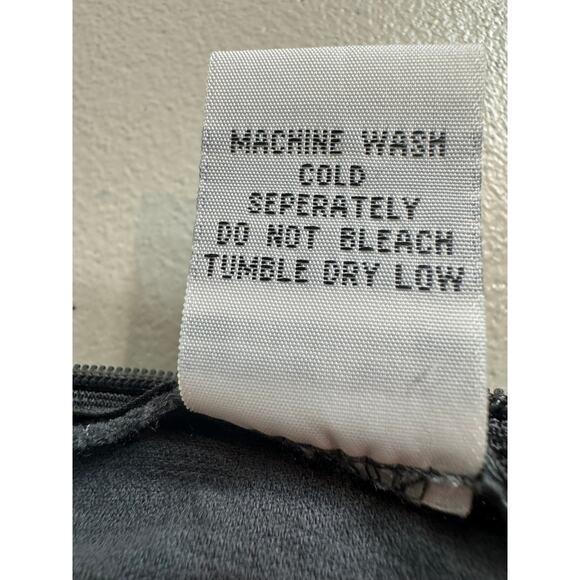 MACHINE WASH
COLD
SEPERATELY
DO NOT BLEACH
TUMBLE DRY LOW